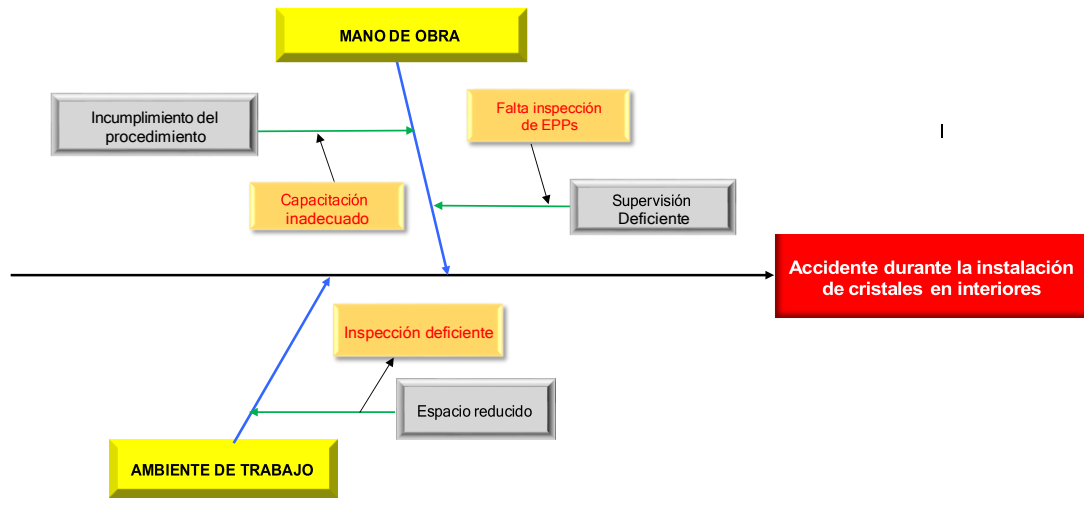 MANO DE OBRA
Incumplimiento del
procedimiento
Falta inspección
de EPPs
Capacitación
inadecuado
Supervisión
Deficiente
Accidente durante la instalación
de cristales en interiores
Inspección deficiente
Espacio reducido
AMBIENTE DE TRABAJO